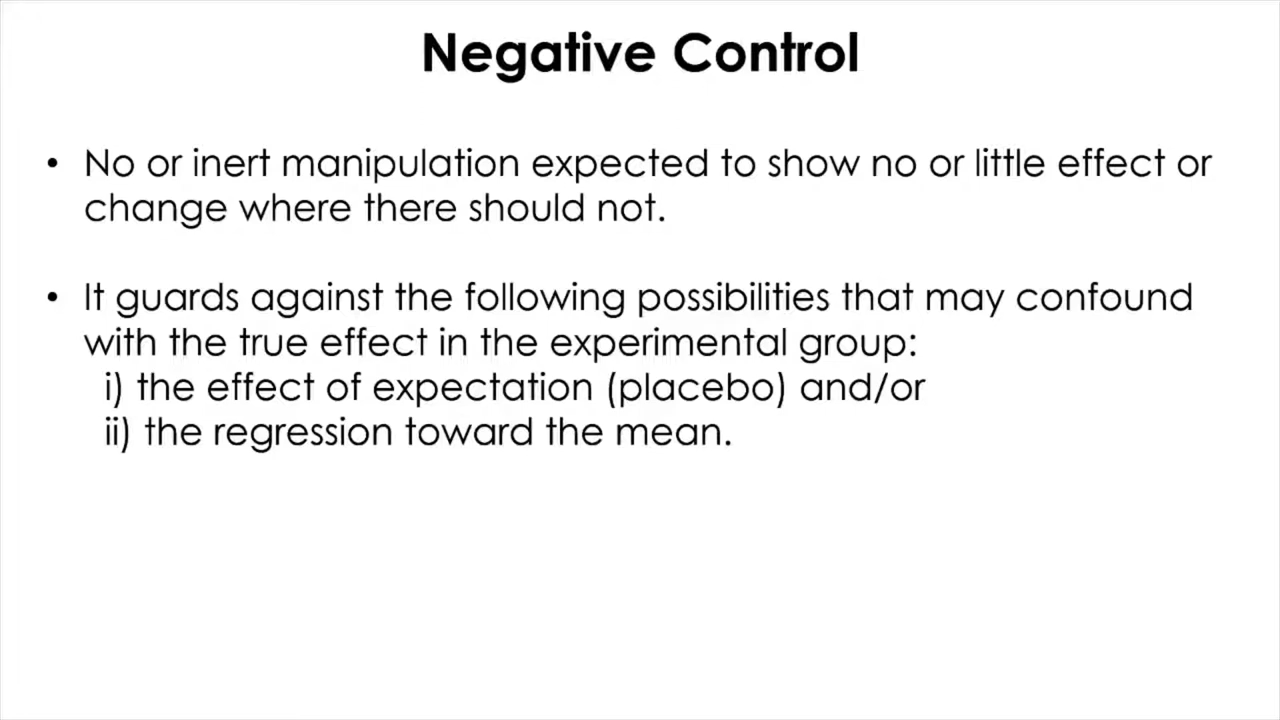 Negative Control
• No or inert manipulation expected to show no or little effect or
change where there should not.
• It guards against the following possibilities that may confound
with the true effect in the experimental group:
i) the effect of expectation (placebo) and/or
ii) the regression toward the mean.